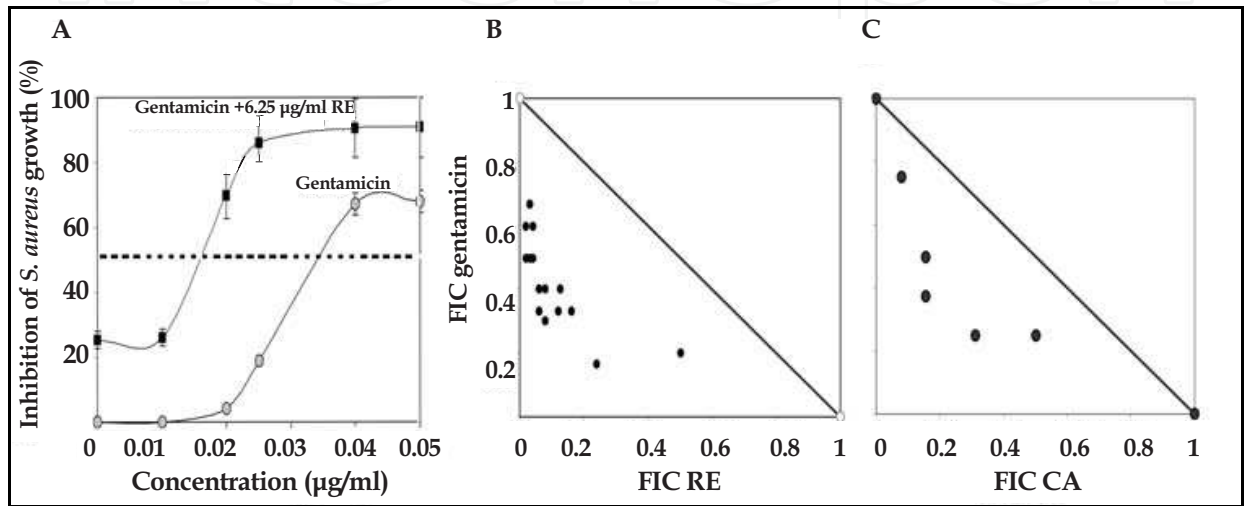 A
B
C
Inhibition of S. aureus growth (%)
100
80
60
40
20
Gentamicin +6.25 µg/ml RE
Gentamicin
0 0.01 0.02 0.03 0.04 0.05
Concentration (µg/ml)
FIC gentamicin
1
0.8
0.6
0.4
0.2
0 0.2 0.4 0.6 0.8 1
FIC RE
0 0.2 0.4 0.6 0.8 1
FIC CA